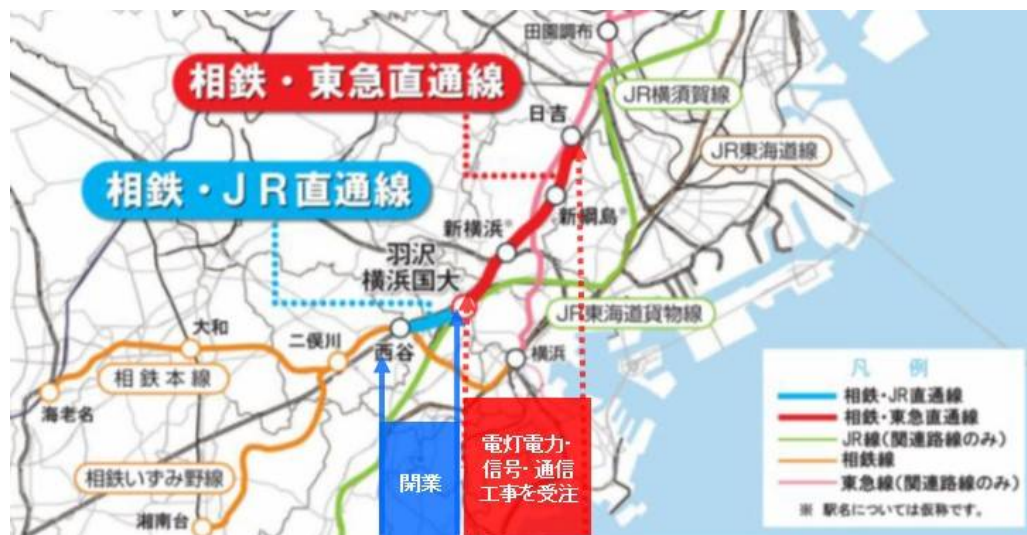 田園調布
相鉄・東急直通線
JR横須賀線
日吉
JR東海道線
相鉄・JR直通線
新綱島※
新横浜※
羽沢
横浜国大
JR東海道貨物線
大和
二俣川
西谷
横浜
相鉄本線
海老名
凡 例
相鉄・JR直通線
相鉄・東急直通線
JR線(関連路線のみ)
相鉄線
東急線(関連路線のみ)
※ 駅名については仮称です。
電灯電力・
信号・通信
工事を受注
開業
相鉄いずみ野線
湘南台